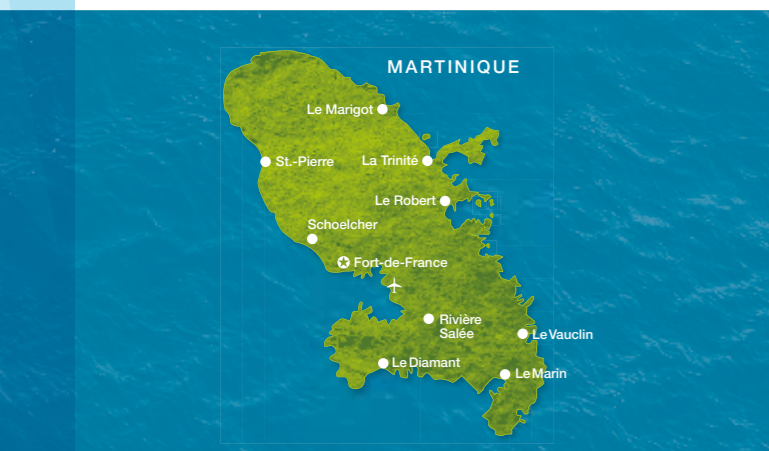 MARTINIQUE
Le Marigot
St.-Pierre
La Trinité
Le Robert
Schoelcher
Fort-de-France
Rivière
Salée
Le Vauclin
Le Diamant
Le Marin